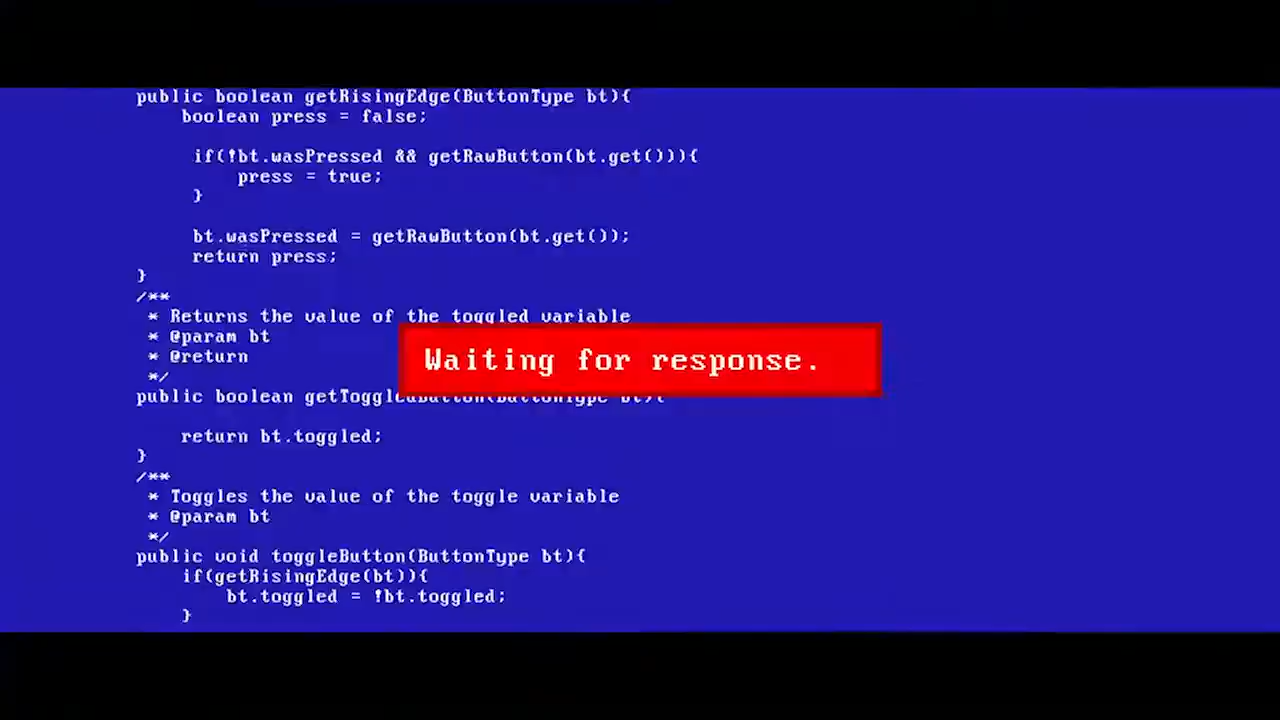 public boolean getRisingEdge(ButtonType bt){
boolean press = false;
if(!bt.wasPressed && getRawButton(bt.get())){
press = true;
}
bt.wasPressed = getRawButton(bt.get());
return press;
}
/**
* Returns the value of the toggled variable
* @param bt
* @return
*/
Waiting for response.
public boolean getToggledButton(ButtonType bt){
return bt.toggled;
}
/**
* Toggles the value of the toggle variable
* @param bt
*/
public void toggleButton(ButtonType bt){
if(getRisingEdge(bt)){
bt.toggled = !bt.toggled;
}